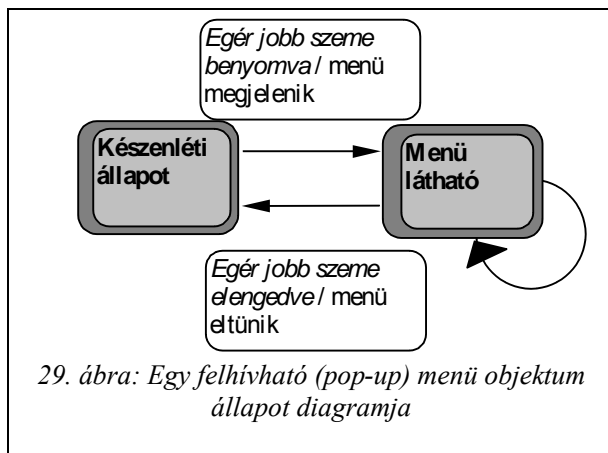 Egér jobb szeme
benyomva / menü
megjelenik
Készenléti
állapot
Menü
látható
Egér jobb szeme
elengedve / menü
eltünik
29. ábra: Egy felhívható (pop-up) menü objektum
állapot diagramja